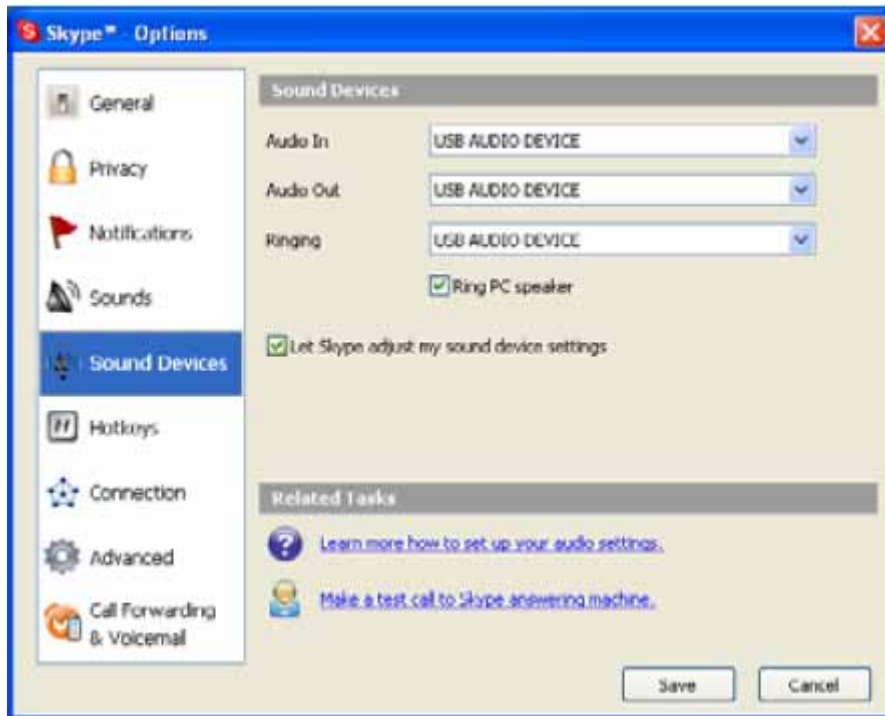 Skype™ - Options
General
Privacy
Notifications
Sounds
Sound Devices
Hotkeys
Connection
Advanced
Call Forwarding
& Voicemail
Sound Devices
Audio In
USB AUDIO DEVICE
Audio Out
USB AUDIO DEVICE
Ringing
USB AUDIO DEVICE
Ring PC speaker
Let Skype adjust my sound device settings
Related Tasks
Learn more how to set up your audio settings.
Make a test call to Skype answering machine.
Save
Cancel